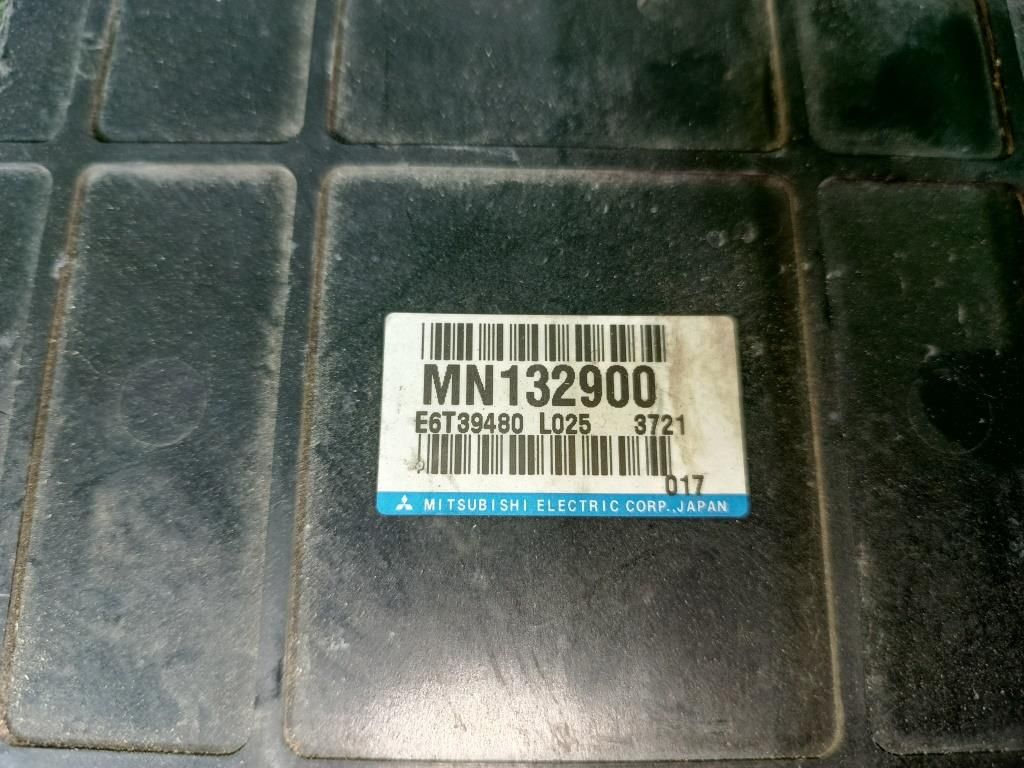 MN132900
E6T39480 L025 3721
017
MITSUBISHI ELECTRIC CORP., JAPAN